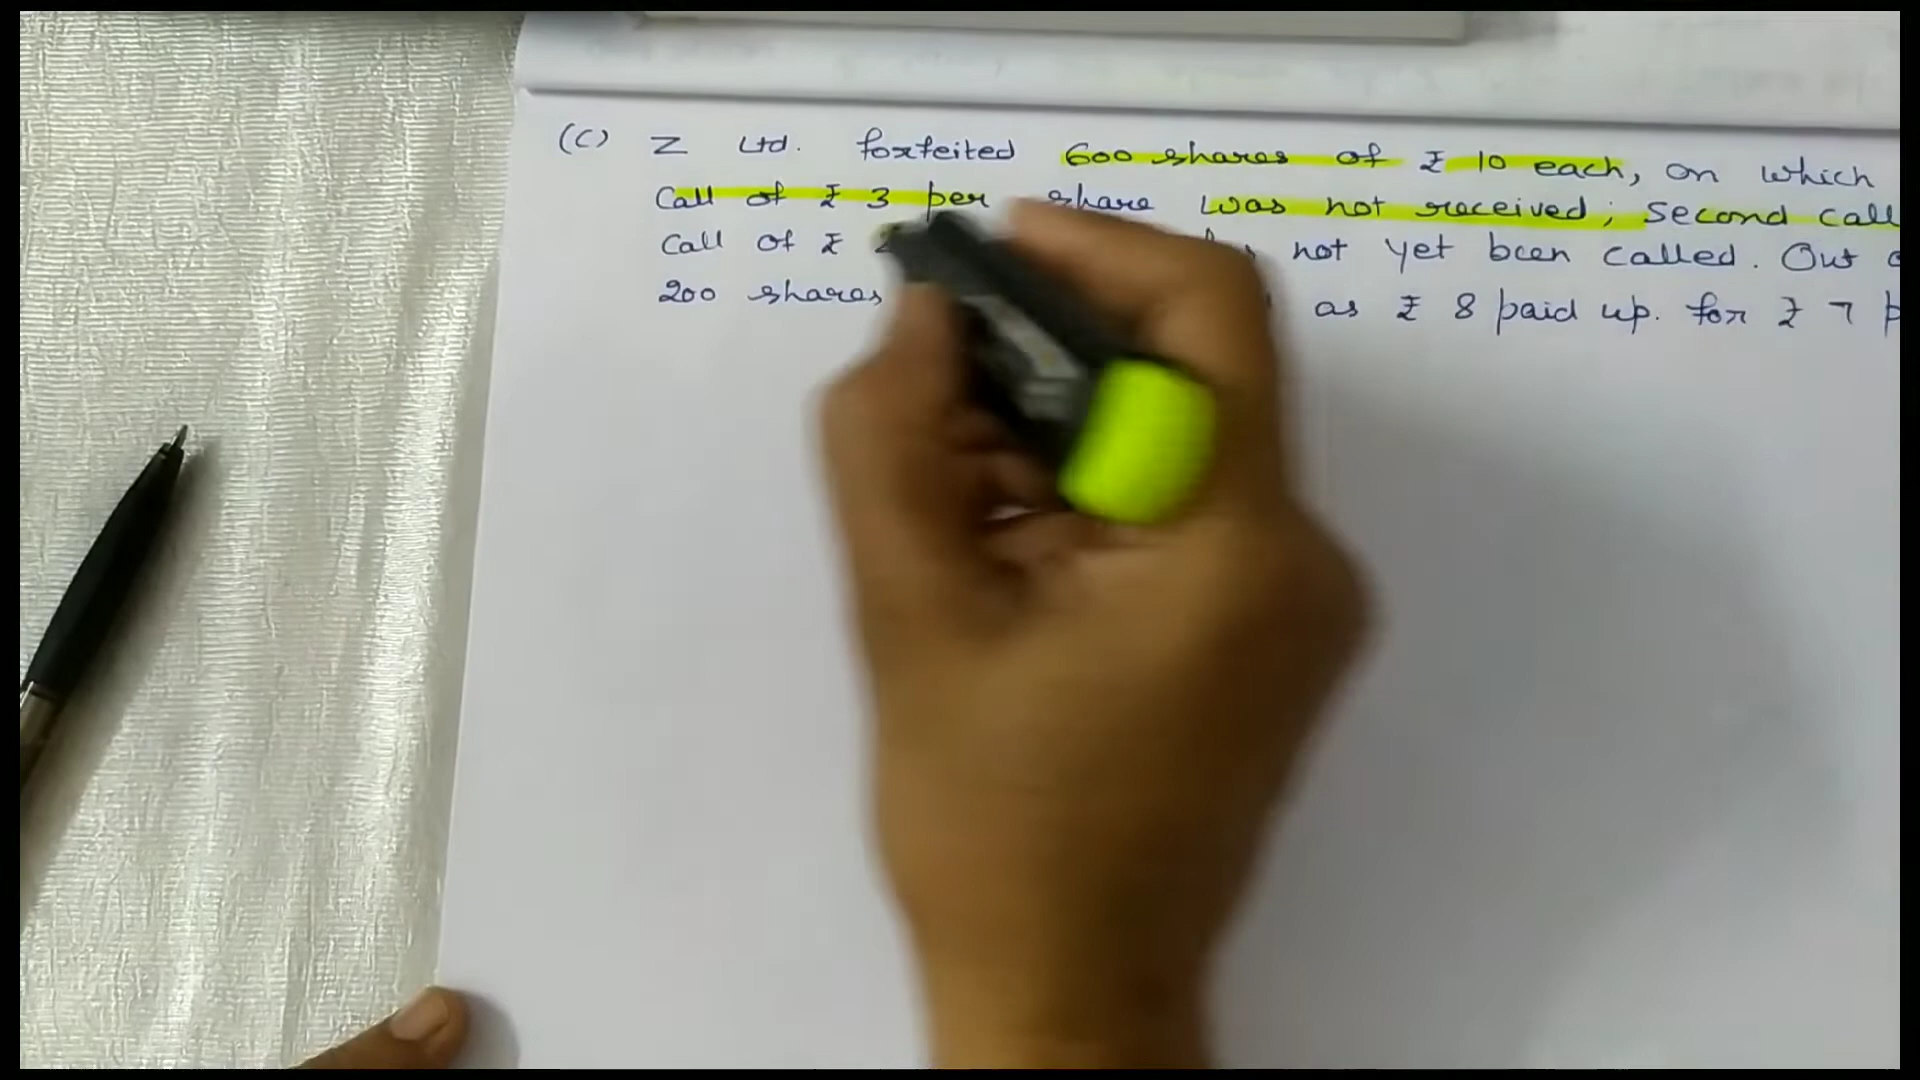 (C) Z Ltd. forfeited 600 shares of ₹ 10 each, on which
Call of ₹ 3 per share was not received; Second call
Call of ₹ not yet been called. Out
200 shares as ₹ 8 paid up. for ₹ 7